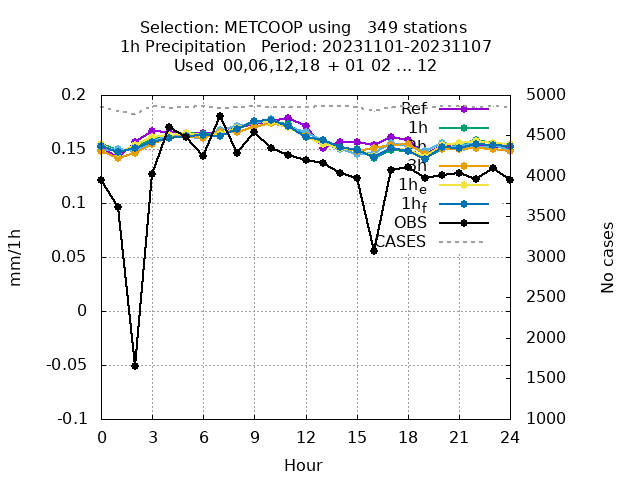 Selection: METCOOP using   349 stations
1h Precipitation   Period: 20231101-20231107
Used  00,06,12,18 + 01 02 ... 12
0.2
0.15
0.1
0.05
0
-0.05
-0.1
mm/1h
5000
4500
4000
3500
3000
2500
2000
1500
1000
No cases
Ref
1h
3h
1he
1hf
OBS
CASES
0 3 6 9 12 15 18 21 24
Hour